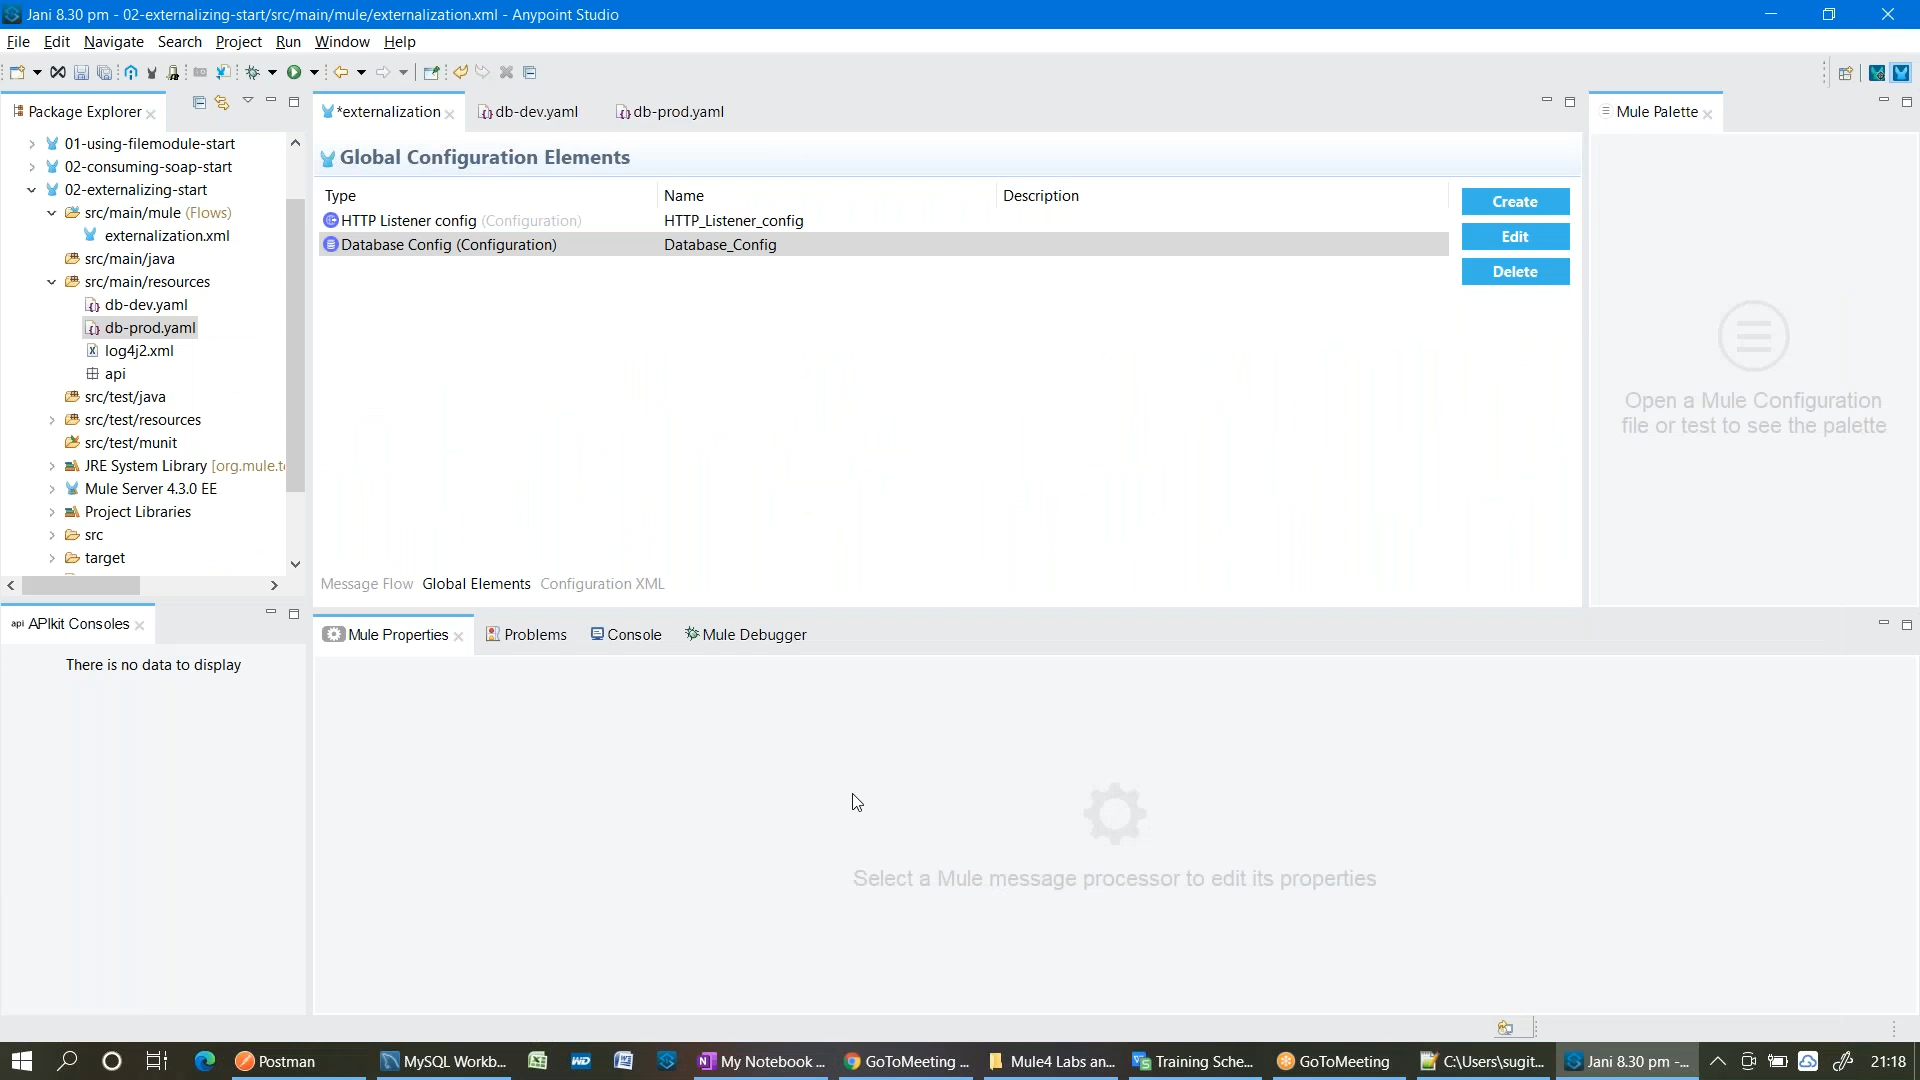 Jani 8.30 pm - 02-externalizing-start/src/main/mule/externalization.xml - Anypoint Studio
File Edit Navigate Search Project Run Window Help
Package Explorer
01-using-filemodule-start
02-consuming-soap-start
02-externalizing-start
src/main/mule (Flows)
externalization.xml
src/main/java
src/main/resources
db-dev.yaml
db-prod.yaml
log4j2.xml
api
src/test/java
src/test/resources
src/test/munit
JRE System Library [org.mule.t
Mule Server 4.3.0 EE
Project Libraries
src
target
*externalization db-dev.yaml db-prod.yaml
Global Configuration Elements
Type Name Description
HTTP Listener config (Configuration) HTTP_Listener_config
Database Config (Configuration) Database_Config
Create
Edit
Delete
Message Flow Global Elements Configuration XML
Mule Palette
Open a Mule Configuration
file or test to see the palette
api APIkit Consoles
There is no data to display
Mule Properties Problems Console Mule Debugger
Select a Mule message processor to edit its properties
Postman MySQL Workb... My Notebook ... GoToMeeting ... Mule4 Labs an... Training Sche... GoToMeeting C:\Users\sugit... Jani 8.30 pm -... 21:18